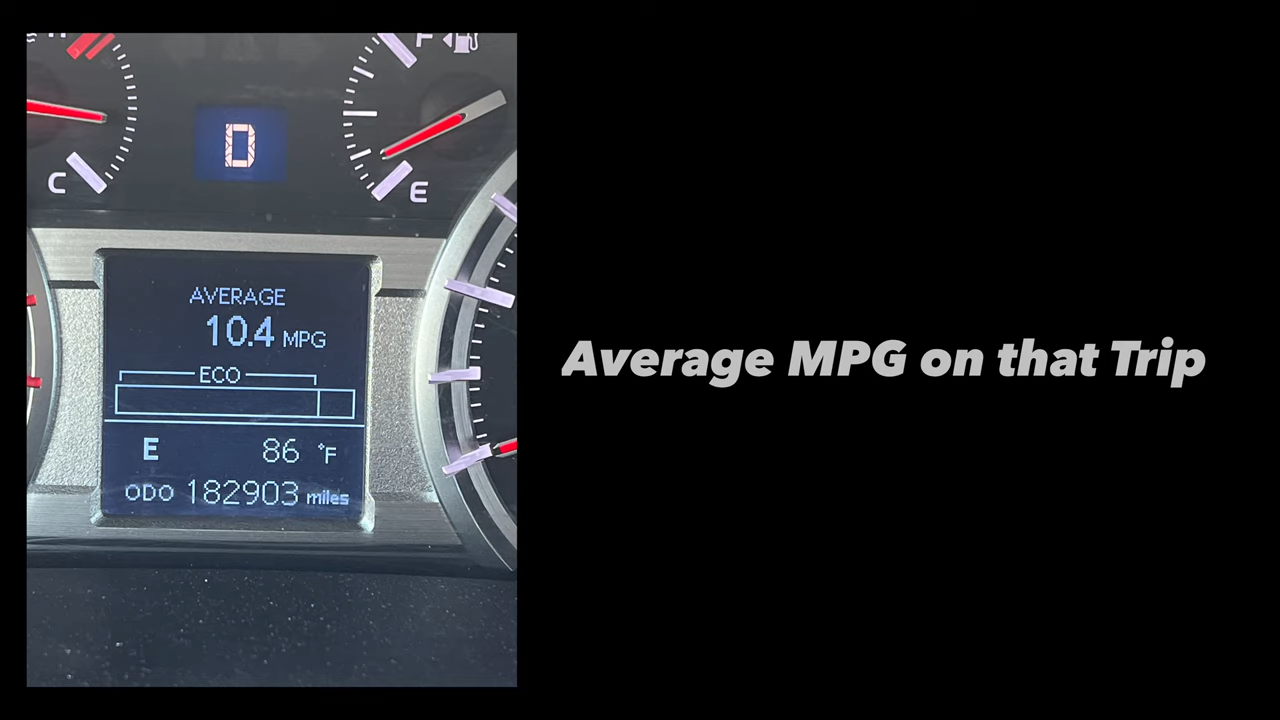 F
D
C
E
AVERAGE
10.4 MPG
ECO
E 86 °F
ODO 182903 miles
Average MPG on that Trip